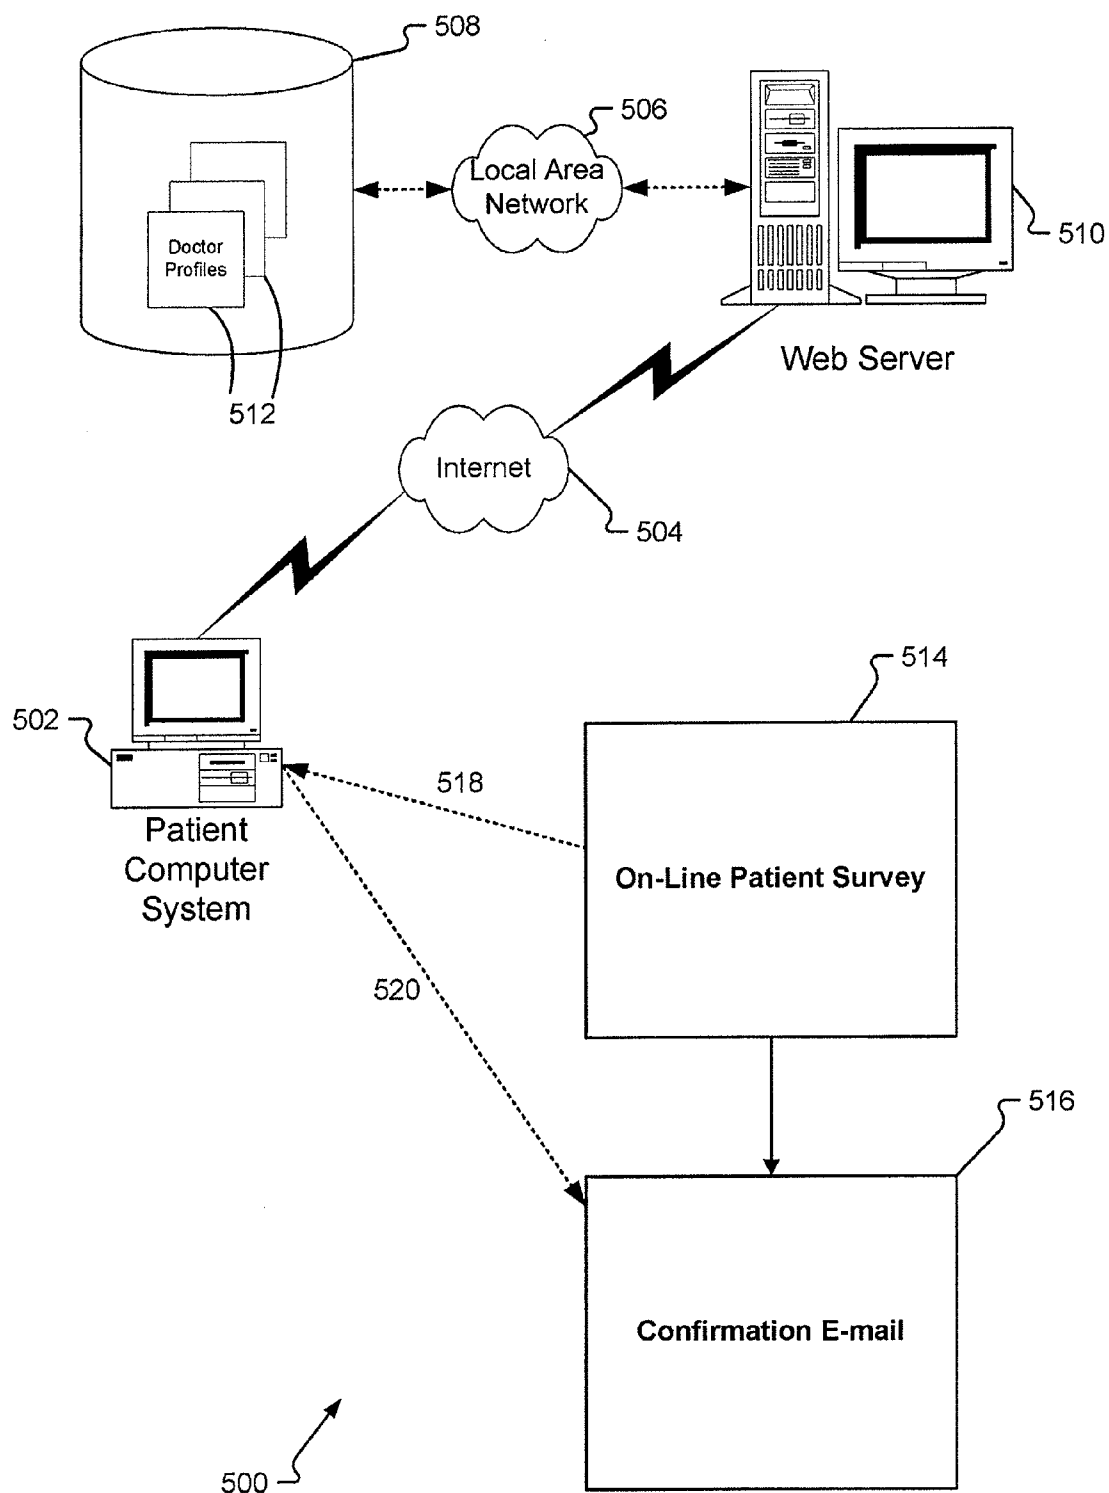 508
506
Local Area
Network
510
Doctor
Profiles
512
Web Server
Internet
504
514
502
518
Patient
Computer
System
On-Line Patient Survey
520
516
Confirmation E-mail
500